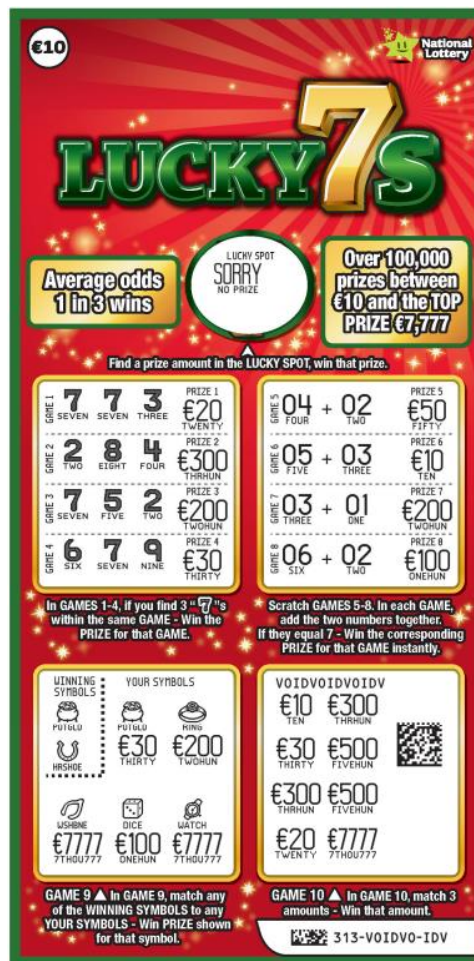 €10
National
Lottery
LUCKY 7S
Average odds
1 in 3 wins
LUCKY SPOT
SORRY
NO PRIZE
Over 100,000
prizes between
€10 and the TOP
PRIZE €7,777
Find a prize amount in the LUCKY SPOT, win that prize.
GAME 1 7 7 3 PRIZE 1 €20
SEVEN SEVEN THREE TWENTY
GAME 2 2 8 4 PRIZE 2 €300
TWO EIGHT FOUR THRHUN
GAME 3 7 5 2 PRIZE 3 €200
SEVEN FIVE TWO TWOHUN
GAME 4 6 7 9 PRIZE 4 €30
SIX SEVEN NINE THIRTY
In GAMES 1-4, if you find 3 "7"s
within the same GAME - Win the
PRIZE for that GAME.
GAME 5 04 + 02 PRIZE 5 €50
FOUR TWO FIFTY
GAME 6 05 + 03 PRIZE 6 €10
FIVE THREE TEN
GAME 7 03 + 01 PRIZE 7 €200
THREE ONE TWOHUN
GAME 8 06 + 02 PRIZE 8 €100
SIX TWO ONEHUN
Scratch GAMES 5-8. In each GAME,
add the two numbers together.
If they equal 7 - Win the corresponding
PRIZE for that GAME instantly.
WINNING
SYMBOLS
POTGLD
HRSHOE
YOUR SYMBOLS
POTGLD RING
€30 €200
THIRTY TWOHUN
WSHBNE DICE WATCH
€7777 €100 €7777
7THOU777 ONEHUN 7THOU777
GAME 9 ▲ In GAME 9, match any
of the WINNING SYMBOLS to any
YOUR SYMBOLS - Win PRIZE shown
for that symbol.
VOIDVOIDVOIDV
€10 €300
TEN THRHUN
€30 €500
THIRTY FIVEHUN
€300 €500
THRHUN FIVEHUN
€20 €7777
TWENTY 7THOU777
GAME 10 ▲ In GAME 10, match 3
amounts - Win that amount.
313-VOIDVO-IDV